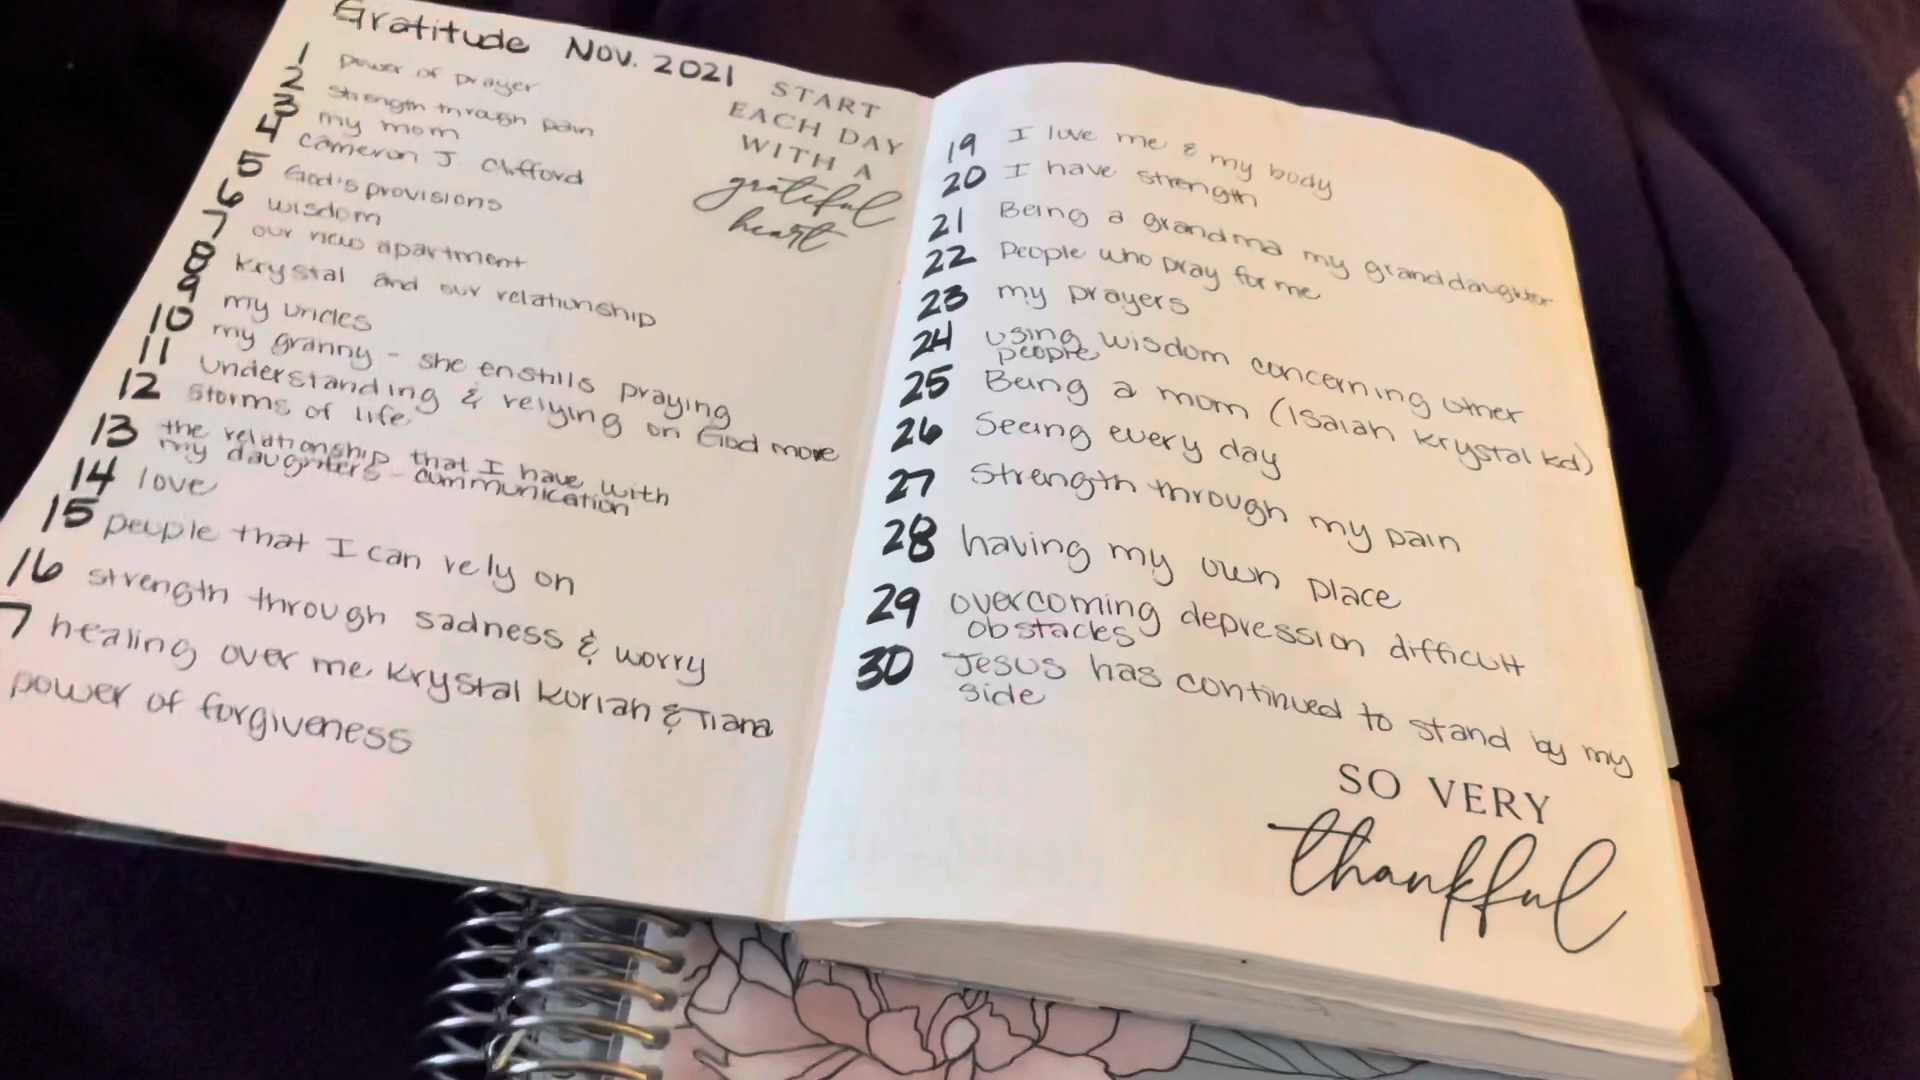 Gratitude Nov. 2021
START
EACH DAY
WITH A
grateful
heart
1 power of prayer
2 strength through pain
3 my mom
4 Cameron J. Clifford
5 God's provisions
6 wisdom
7 our new apartment
8 Krystal and our relationship
9 my uncles
10 my granny - she enstills praying
11 understanding & relying on God more
12 storms of life
13 the relationship that I have with
my daughters - communication
14 love
15 people that I can rely on
16 strength through sadness & worry
7 healing over me Krystal Koriah & Tiana
power of forgiveness
19 I love me & my body
20 I have strength
21 Being a grandma my granddaughter
22 People who pray for me
23 my prayers
24 using wisdom concerning other
people
25 Being a mom (Isaiah Krystal Kd)
26 Seeing every day
27 Strength through my pain
28 having my own place
29 overcoming depression difficult
obstacles
30 Jesus has continued to stand by my
side
SO VERY
thankful